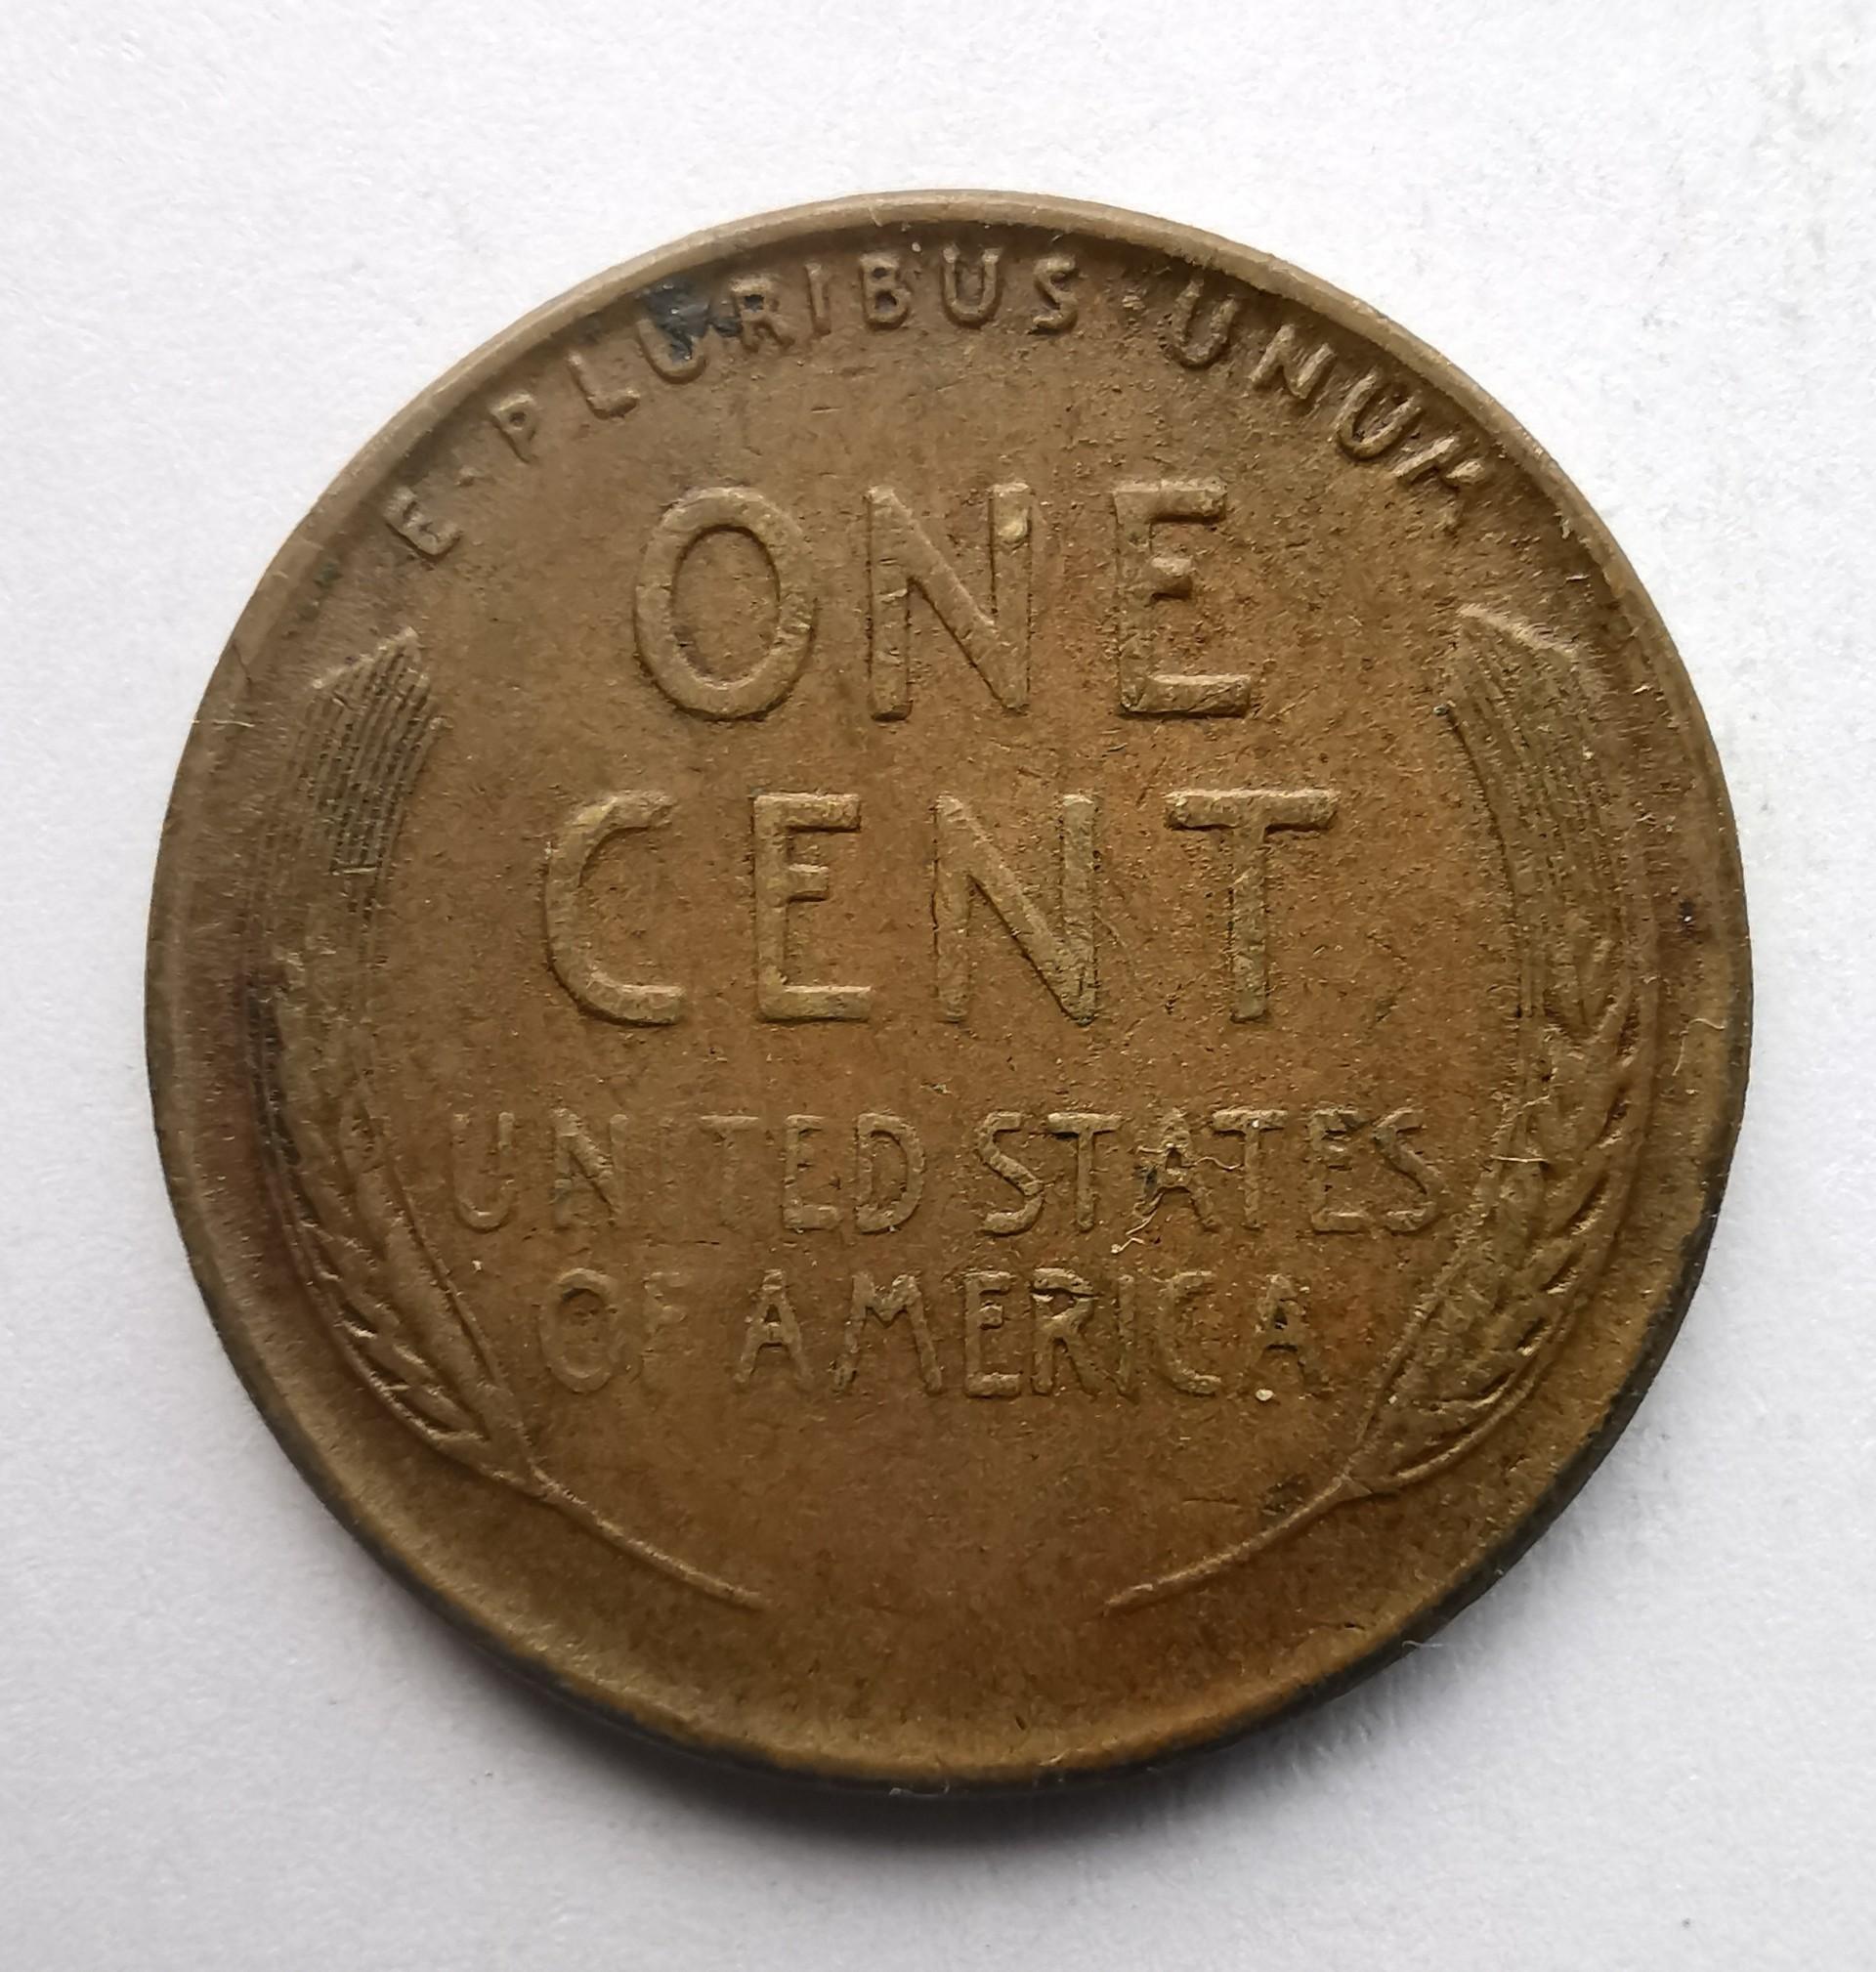 E·PLURIBUS·UNUM
ONE
CENT
UNITED STATES
OF AMERICA